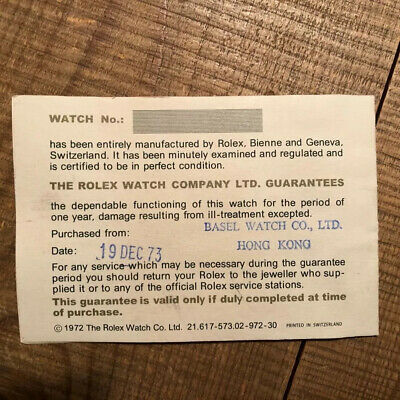 WATCH No.:
has been entirely manufactured by Rolex, Bienne and Geneva,
Switzerland. It has been minutely examined and regulated and
is certified to be in perfect condition.
THE ROLEX WATCH COMPANY LTD. GUARANTEES
the dependable functioning of this watch for the period of
one year, damage resulting from ill-treatment excepted.
Purchased from: BASEL WATCH CO., LTD.
Date: 19 DEC 73 HONG KONG
For any service which may be necessary during the guarantee
period you should return your Rolex to the jeweller who supplied
it or to any of the official Rolex service stations.
This guarantee is valid only if duly completed at time
of purchase.
© 1972 The Rolex Watch Co. Ltd. 21.617-573.02-972-30 PRINTED IN SWITZERLAND